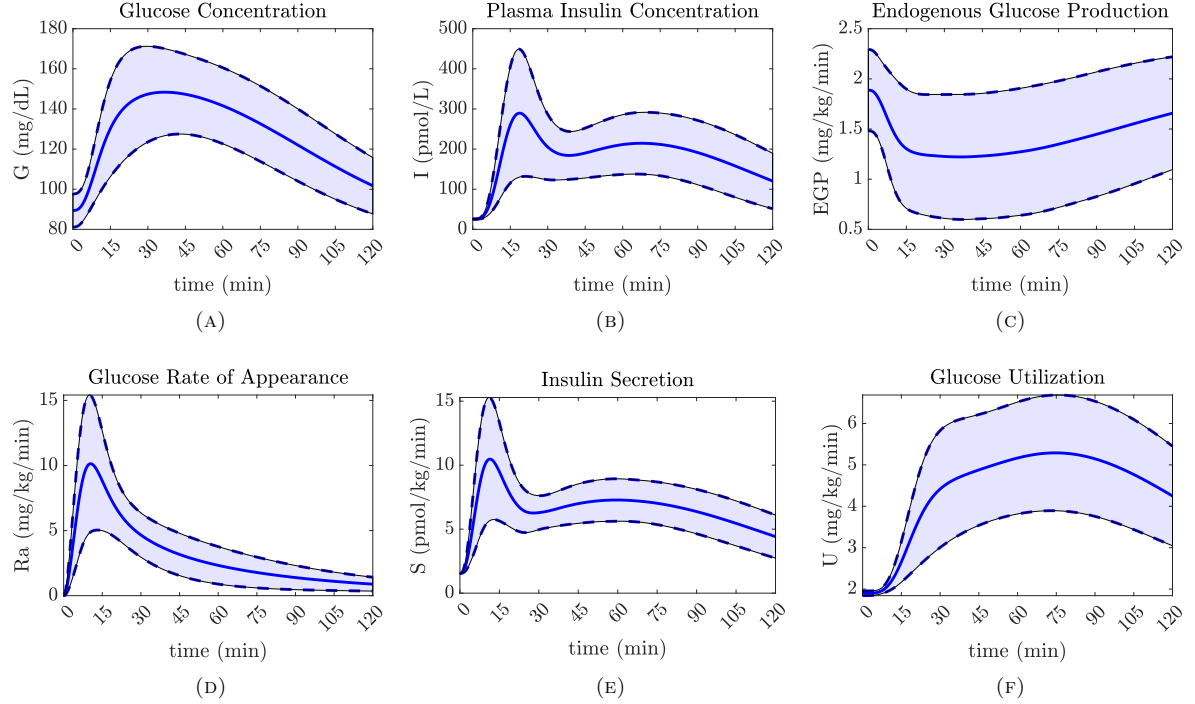 Glucose Concentration
G (mg/dL)
180
160
140
120
100
80
0 15 30 45 60 75 90 105 120
time (min)
(A)
Plasma Insulin Concentration
I (pmol/L)
500
400
300
200
100
0
0 15 30 45 60 75 90 105 120
time (min)
(B)
Endogenous Glucose Production
EGP (mg/kg/min)
2.5
2
1.5
1
0.5
0 15 30 45 60 75 90 105 120
time (min)
(C)
Glucose Rate of Appearance
Ra (mg/kg/min)
15
10
5
0
0 15 30 45 60 75 90 105 120
time (min)
(D)
Insulin Secretion
S (pmol/kg/min)
15
10
5
0
0 15 30 45 60 75 90 105 120
time (min)
(E)
Glucose Utilization
U (mg/kg/min)
6
5
4
3
2
0 15 30 45 60 75 90 105 120
time (min)
(F)